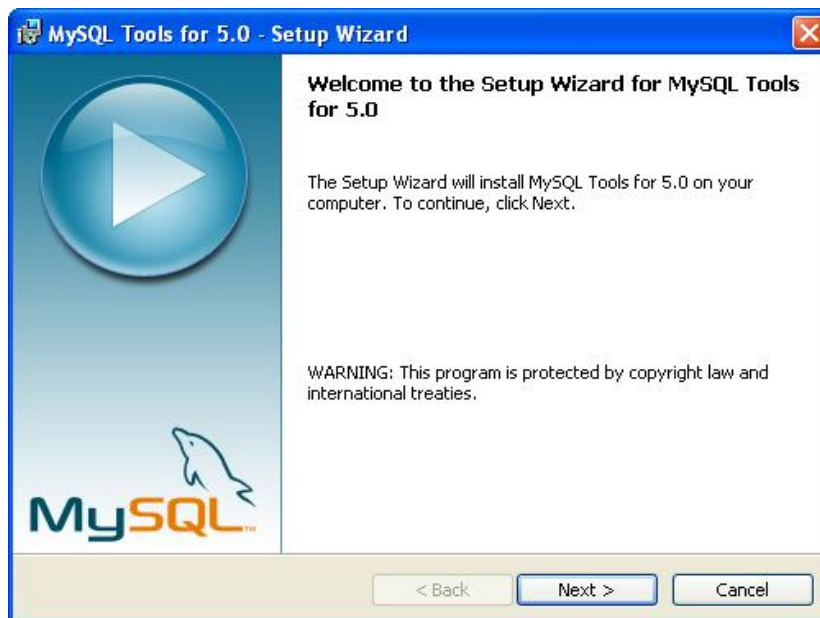 MySQL Tools for 5.0 - Setup Wizard
Welcome to the Setup Wizard for MySQL Tools
for 5.0
The Setup Wizard will install MySQL Tools for 5.0 on your
computer. To continue, click Next.
WARNING: This program is protected by copyright law and
international treaties.
MySQL™
< Back
Next >
Cancel